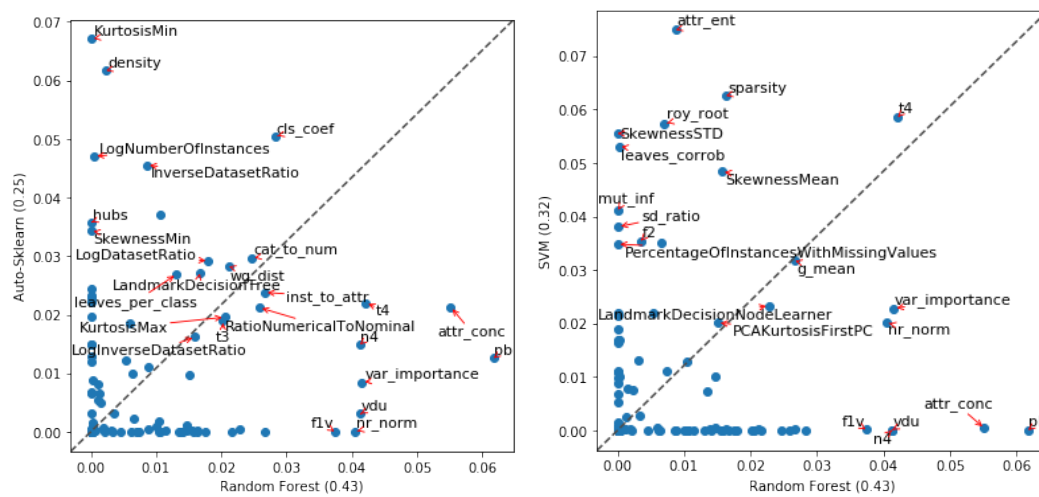 0.07
0.06
0.05
0.04
0.03
0.02
0.01
0.00
Auto-Sklearn (0.25)
KurtosisMin
density
cls_coef
LogNumberOfInstances
InverseDatasetRatio
hubs
SkewnessMin
LogDatasetRatio
cat_to_num
wg_dist
LandmarkDecisionTree
leaves_per_class
inst_to_attr
t4
attr_conc
KurtosisMax
RatioNumericalToNominal
t3
n4
LogInverseDatasetRatio
pb
var_importance
vdu
f1v
nr_norm
0.00 0.01 0.02 0.03 0.04 0.05 0.06
Random Forest (0.43)
0.07
0.06
0.05
0.04
0.03
0.02
0.01
0.00
SVM (0.32)
attr_ent
sparsity
roy_root
t4
SkewnessSTD
leaves_corrob
SkewnessMean
mut_inf
sd_ratio
f2
PercentageOfInstancesWithMissingValues
g_mean
var_importance
LandmarkDecisionNodeLearner
PCAKurtosisFirstPC
nr_norm
attr_conc
f1v
vdu
n4
0.00 0.01 0.02 0.03 0.04 0.05 0.06
Random Forest (0.43)